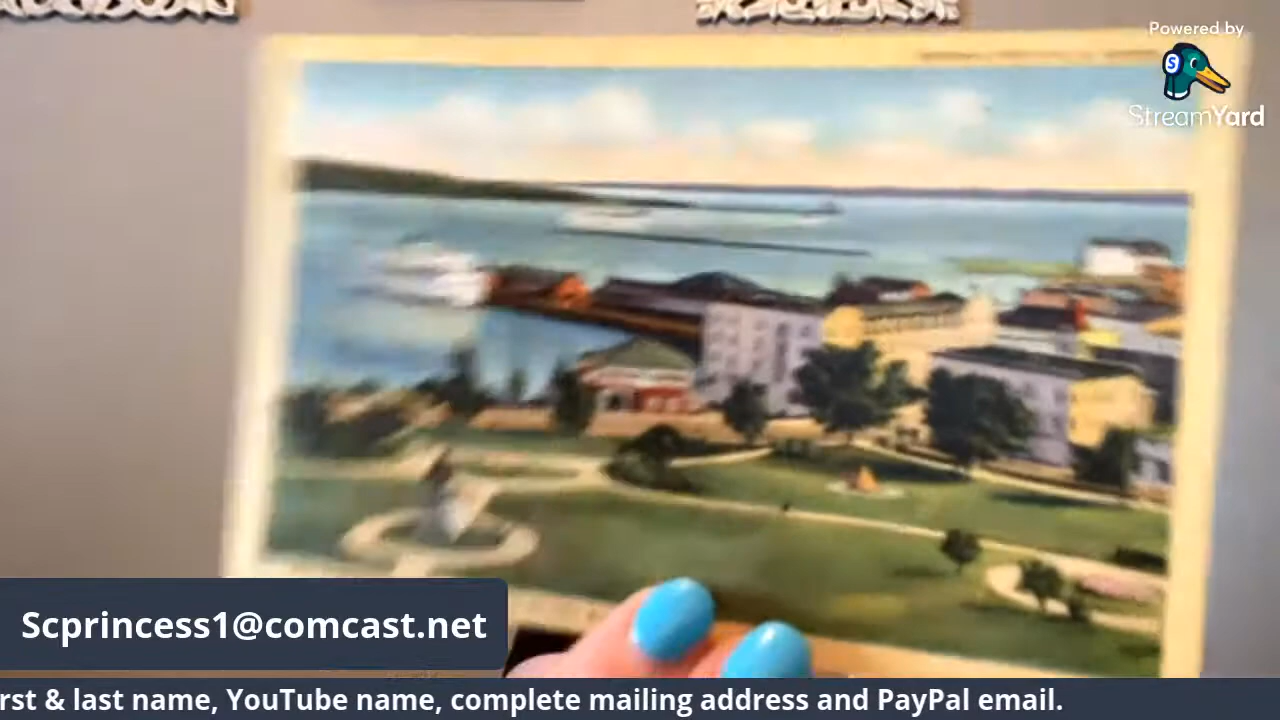 Powered by
S
StreamYard
Scprincess1@comcast.net
rst & last name, YouTube name, complete mailing address and PayPal email.